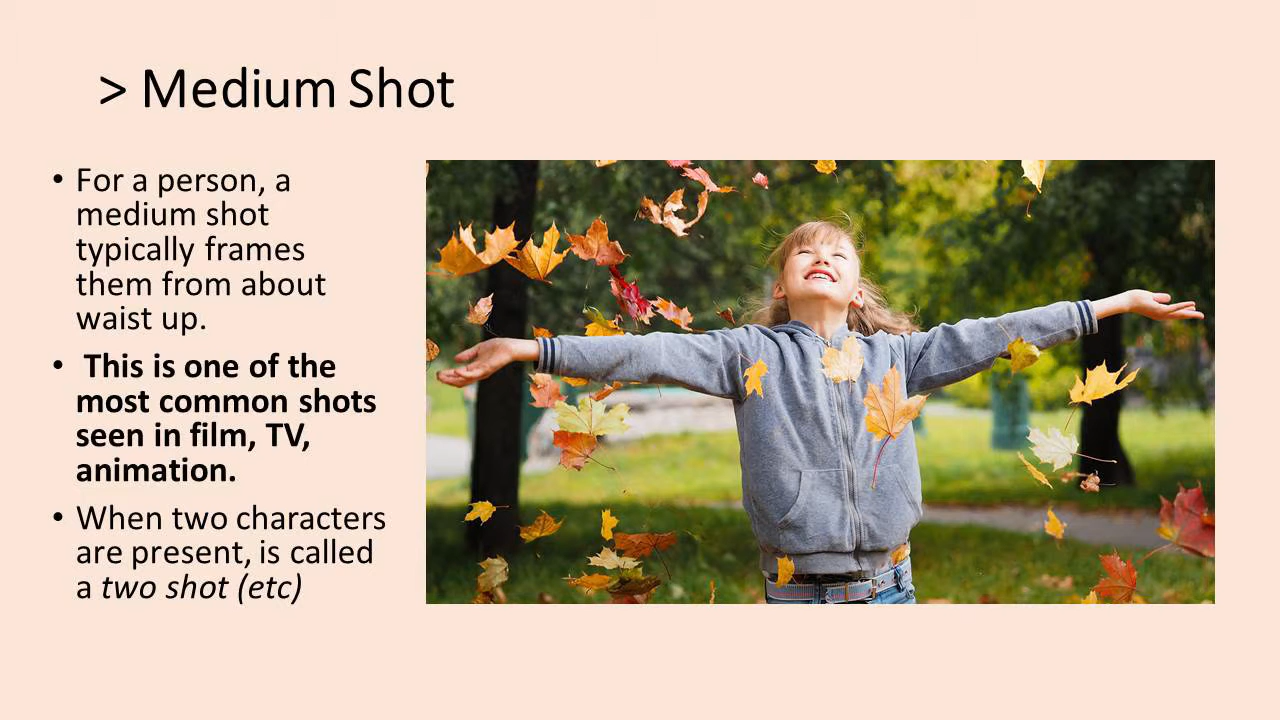 > Medium Shot
• For a person, a
medium shot
typically frames
them from about
waist up.
• This is one of the
most common shots
seen in film, TV,
animation.
• When two characters
are present, is called
a two shot (etc)